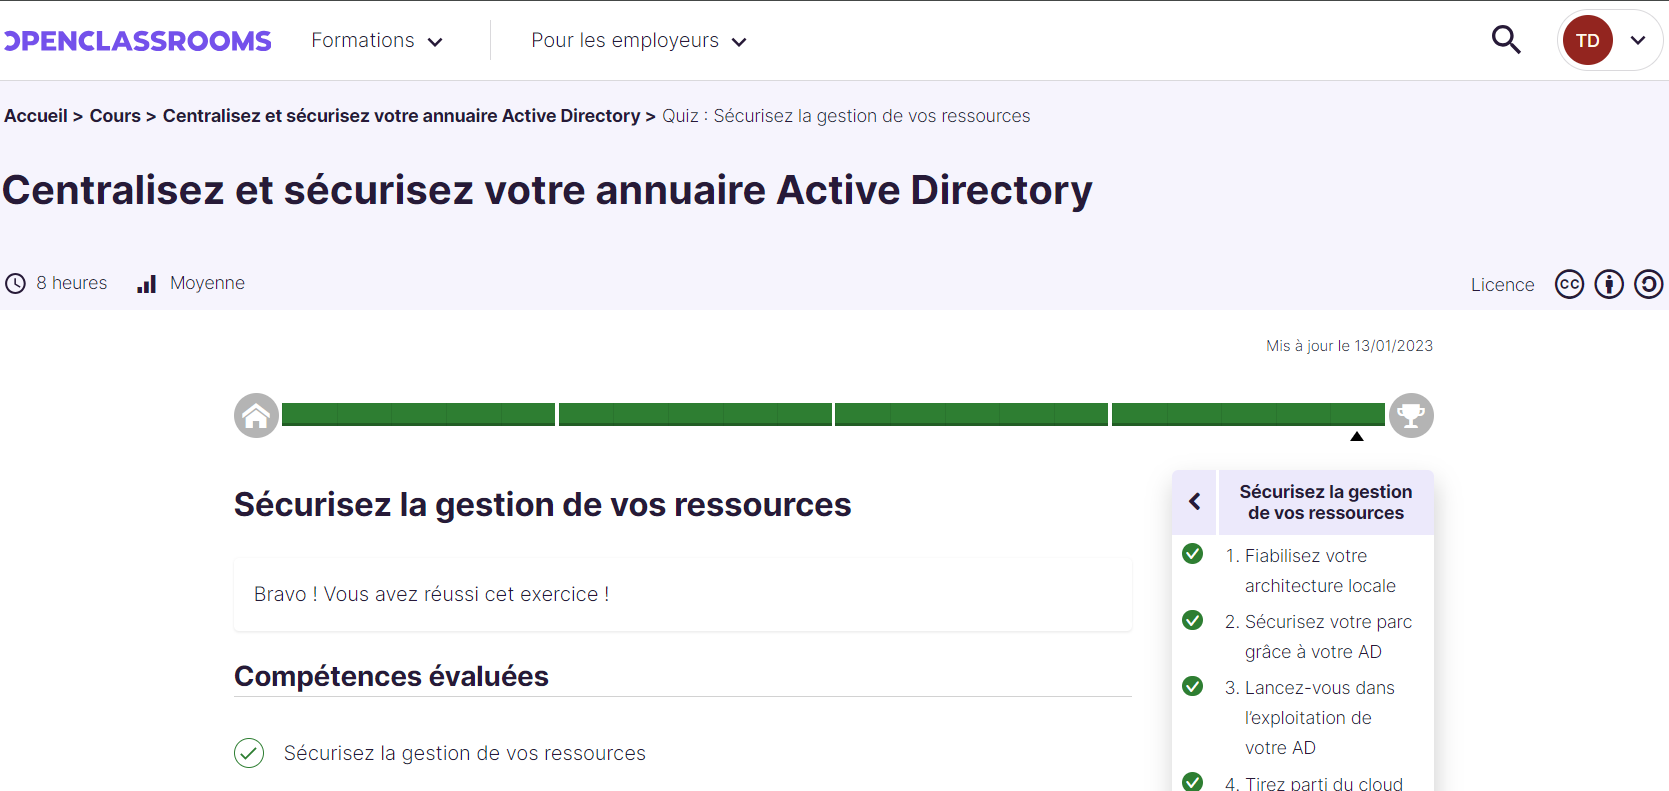 OPENCLASSROOMS Formations Pour les employeurs TD
Accueil > Cours > Centralisez et sécurisez votre annuaire Active Directory > Quiz : Sécurisez la gestion de vos ressources
Centralisez et sécurisez votre annuaire Active Directory
8 heures Moyenne Licence CC
Mis à jour le 13/01/2023
Sécurisez la gestion de vos ressources
Bravo ! Vous avez réussi cet exercice !
Compétences évaluées
Sécurisez la gestion de vos ressources
Sécurisez la gestion
de vos ressources
1. Fiabilisez votre
architecture locale
2. Sécurisez votre parc
grâce à votre AD
3. Lancez-vous dans
l'exploitation de
votre AD
4. Tirez parti du cloud